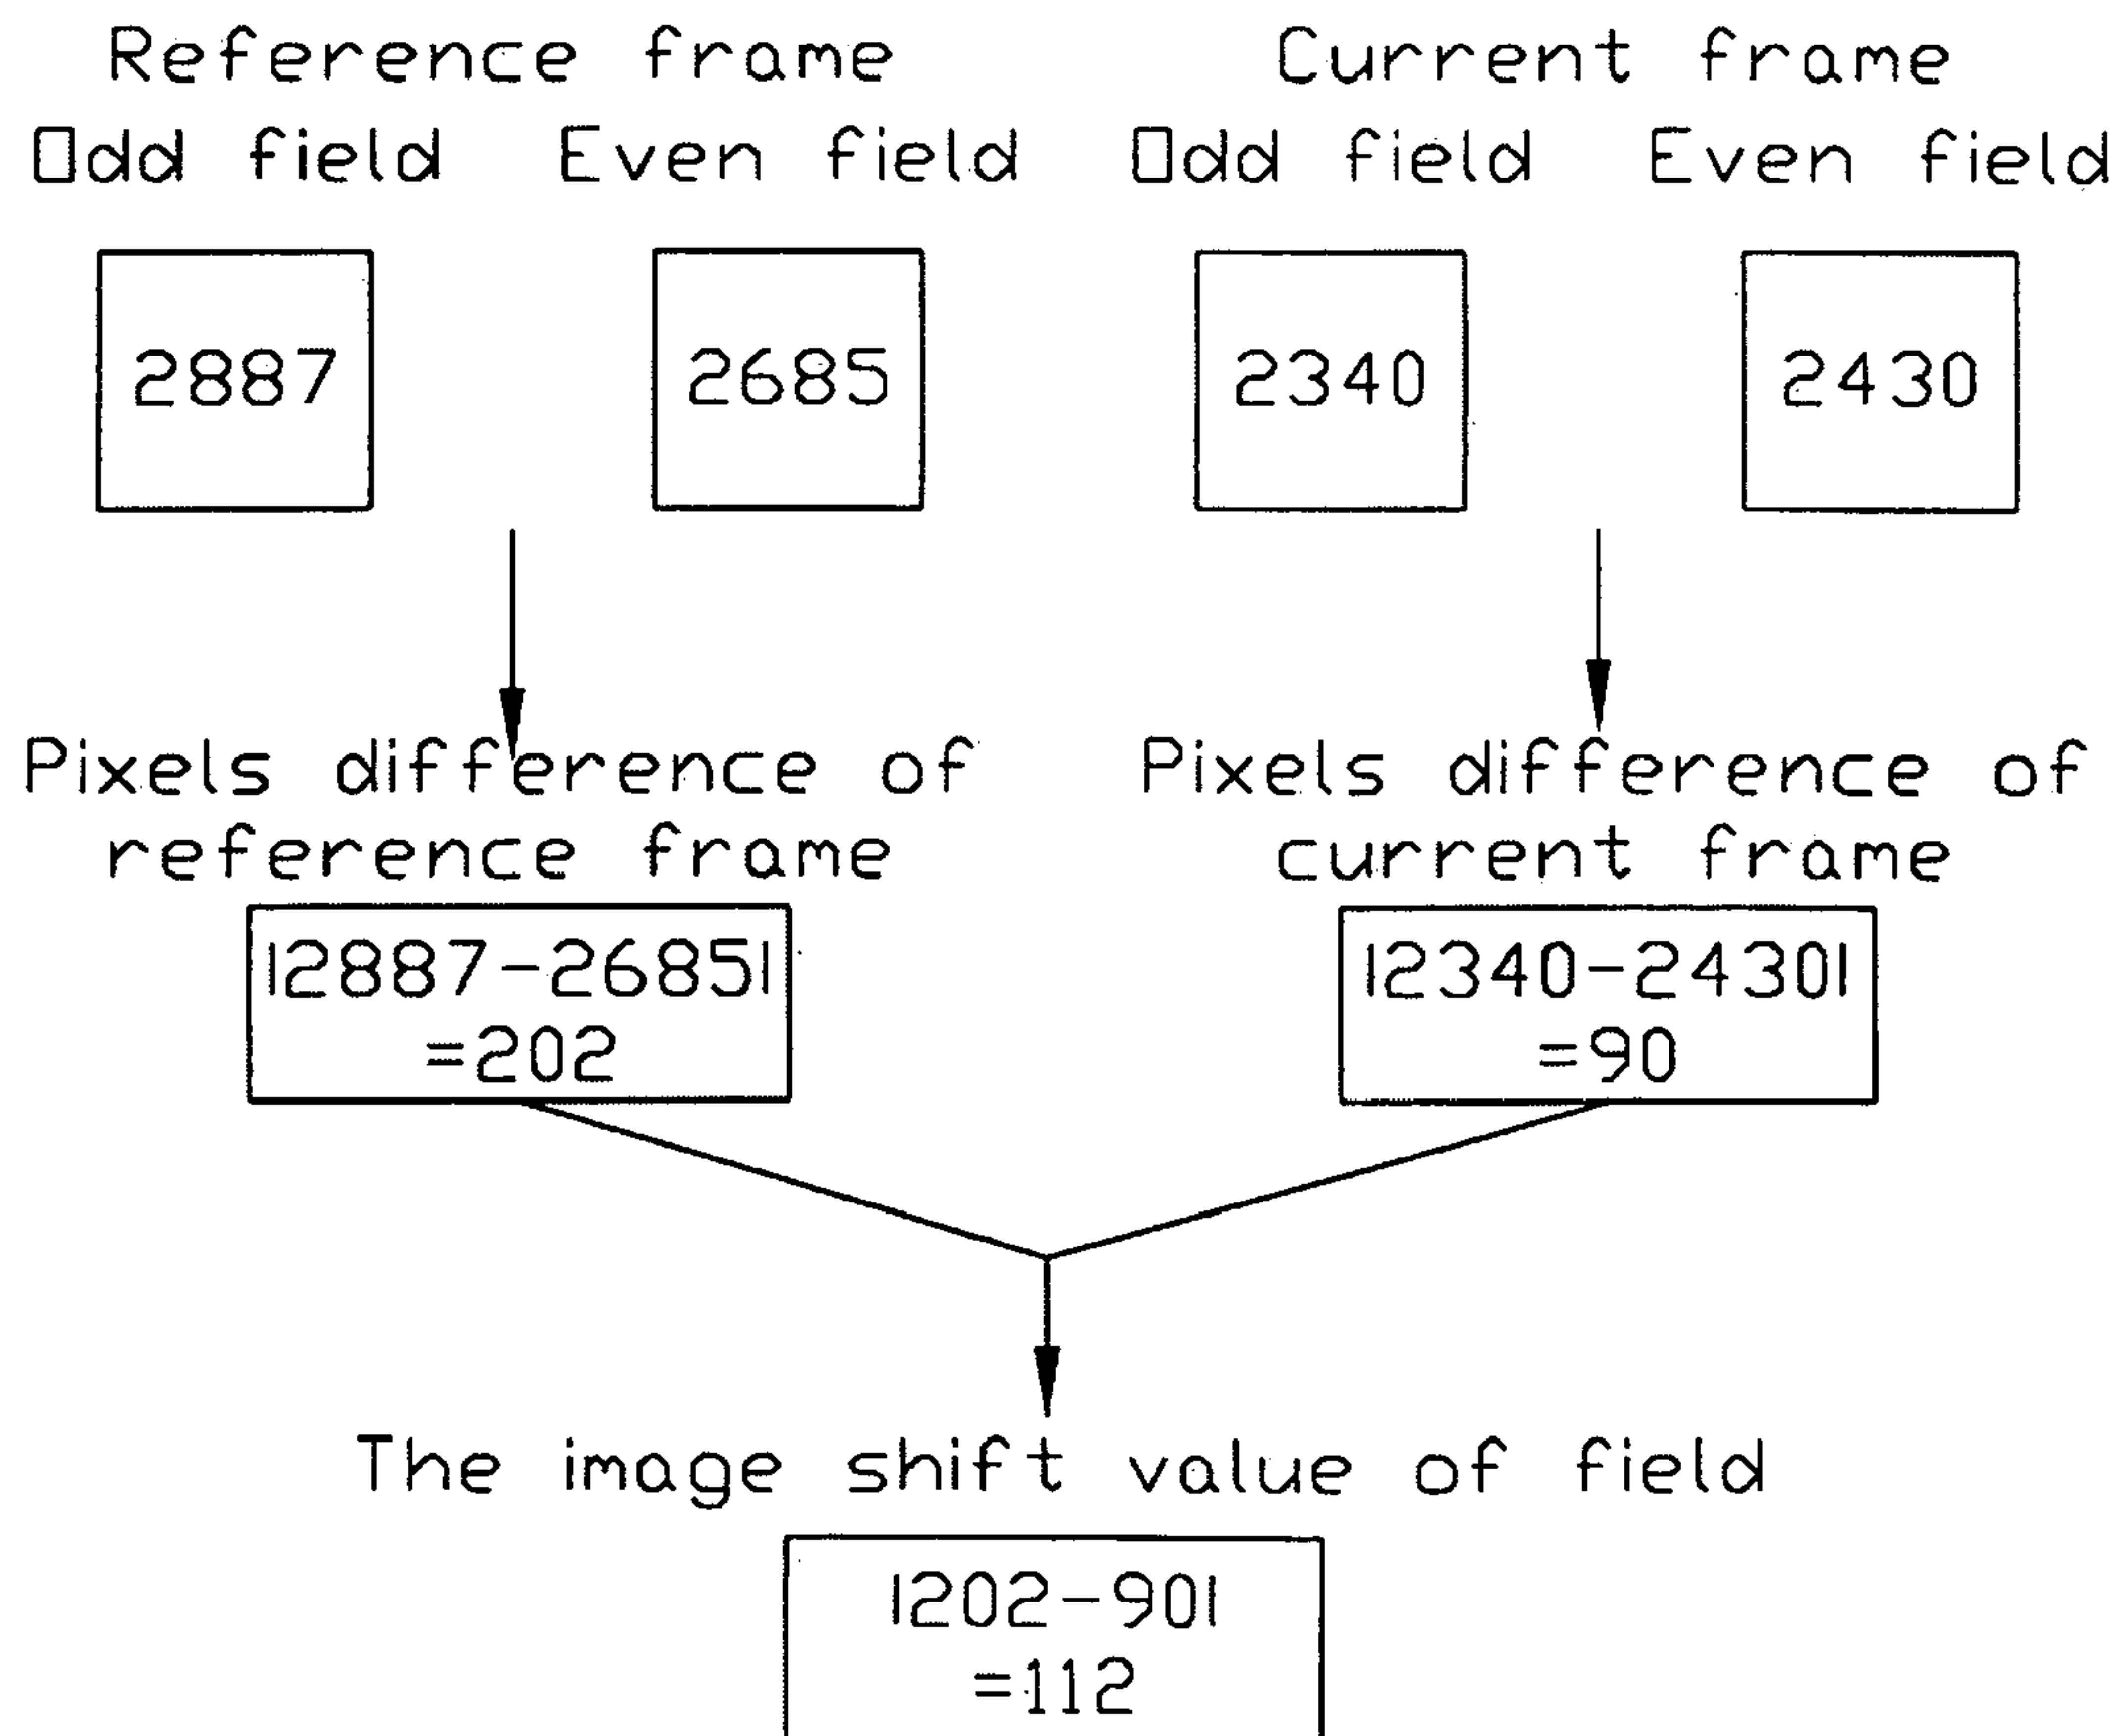 Reference frame Current frame
Odd field Even field Odd field Even field
2887 2685 2340 2430
Pixels difference of Pixels difference of
reference frame current frame
|2887-2685| |2340-2430|
=202 =90
The image shift value of field
|202-90|
=112